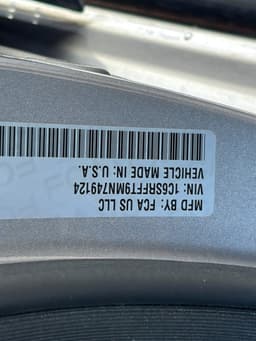 MFD BY: FCA US LLC
VIN: 1C6SRFFT9MN749124
VEHICLE MADE IN: U.S.A.